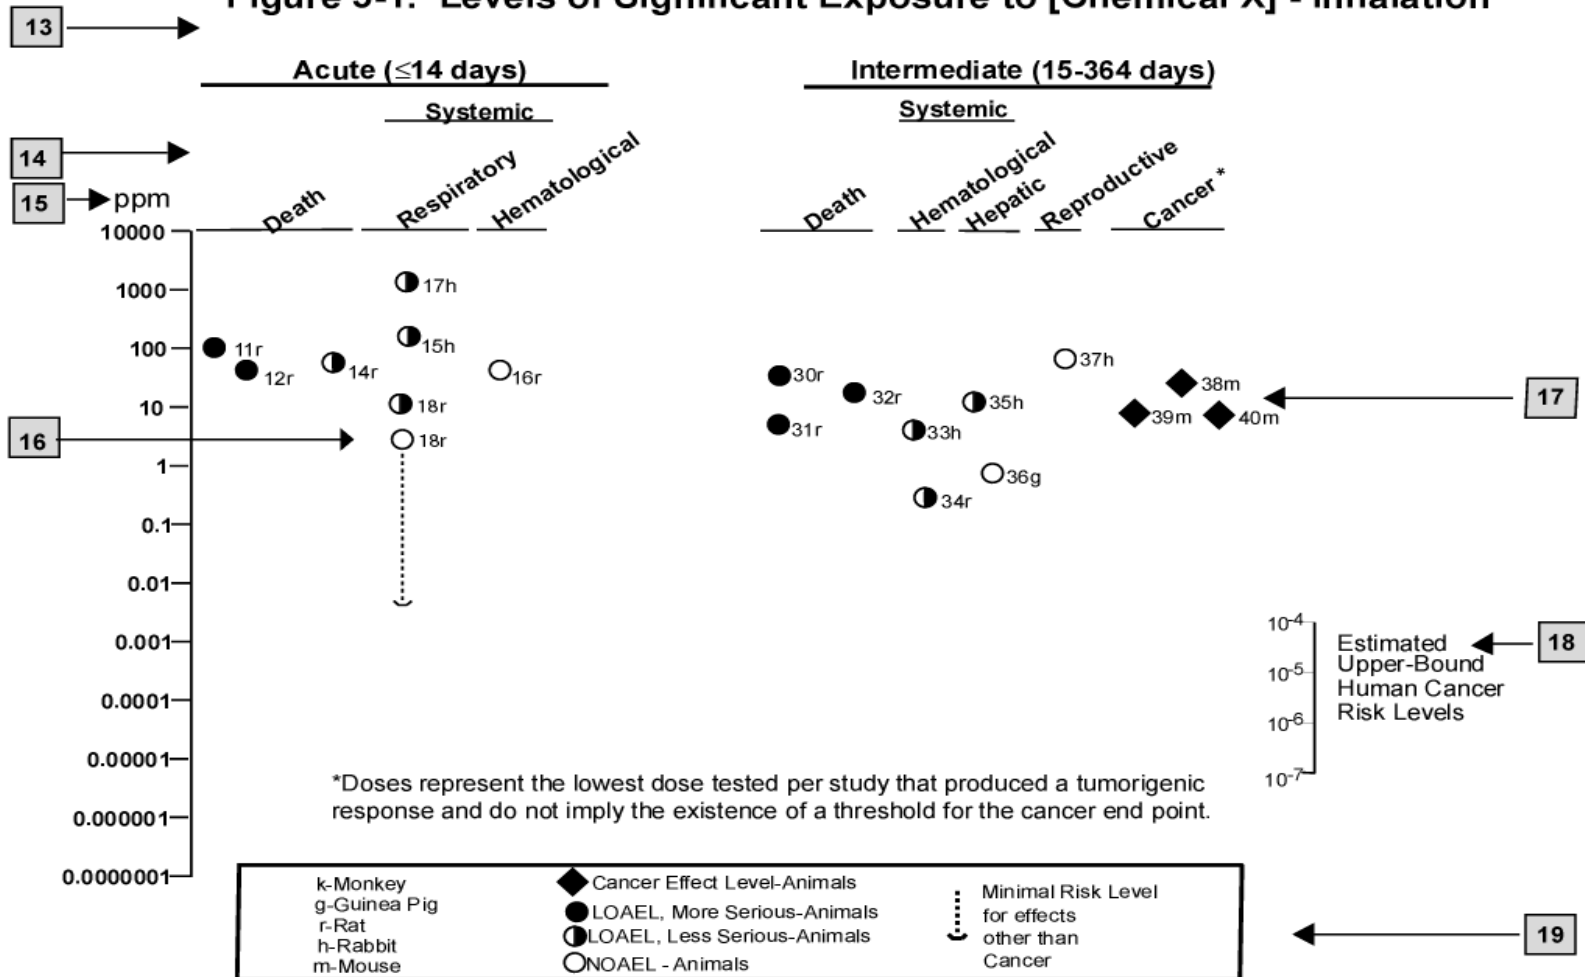 Figure 3-1. Levels of Significant Exposure to [Chemical X] - Inhalation
13
Acute (≤14 days)
Intermediate (15-364 days)
Systemic
Systemic
14
15
ppm
Death
Respiratory
Hematological
Death
Hematological
Hepatic
Reproductive
Cancer *
10000
1000
100
10
1
0.1
0.01
0.001
0.0001
0.00001
0.000001
0.0000001
17h
11r
15h
12r
14r
16r
18r
18r
16
30r
37h
32r
35h
38m
31r
33h
39m
40m
36g
34r
17
10-4
10-5
10-6
10-7
Estimated
Upper-Bound
Human Cancer
Risk Levels
18
*Doses represent the lowest dose tested per study that produced a tumorigenic
response and do not imply the existence of a threshold for the cancer end point.
k-Monkey
g-Guinea Pig
r-Rat
h-Rabbit
m-Mouse
Cancer Effect Level-Animals
LOAEL, More Serious-Animals
LOAEL, Less Serious-Animals
NOAEL - Animals
Minimal Risk Level
for effects
other than
Cancer
19